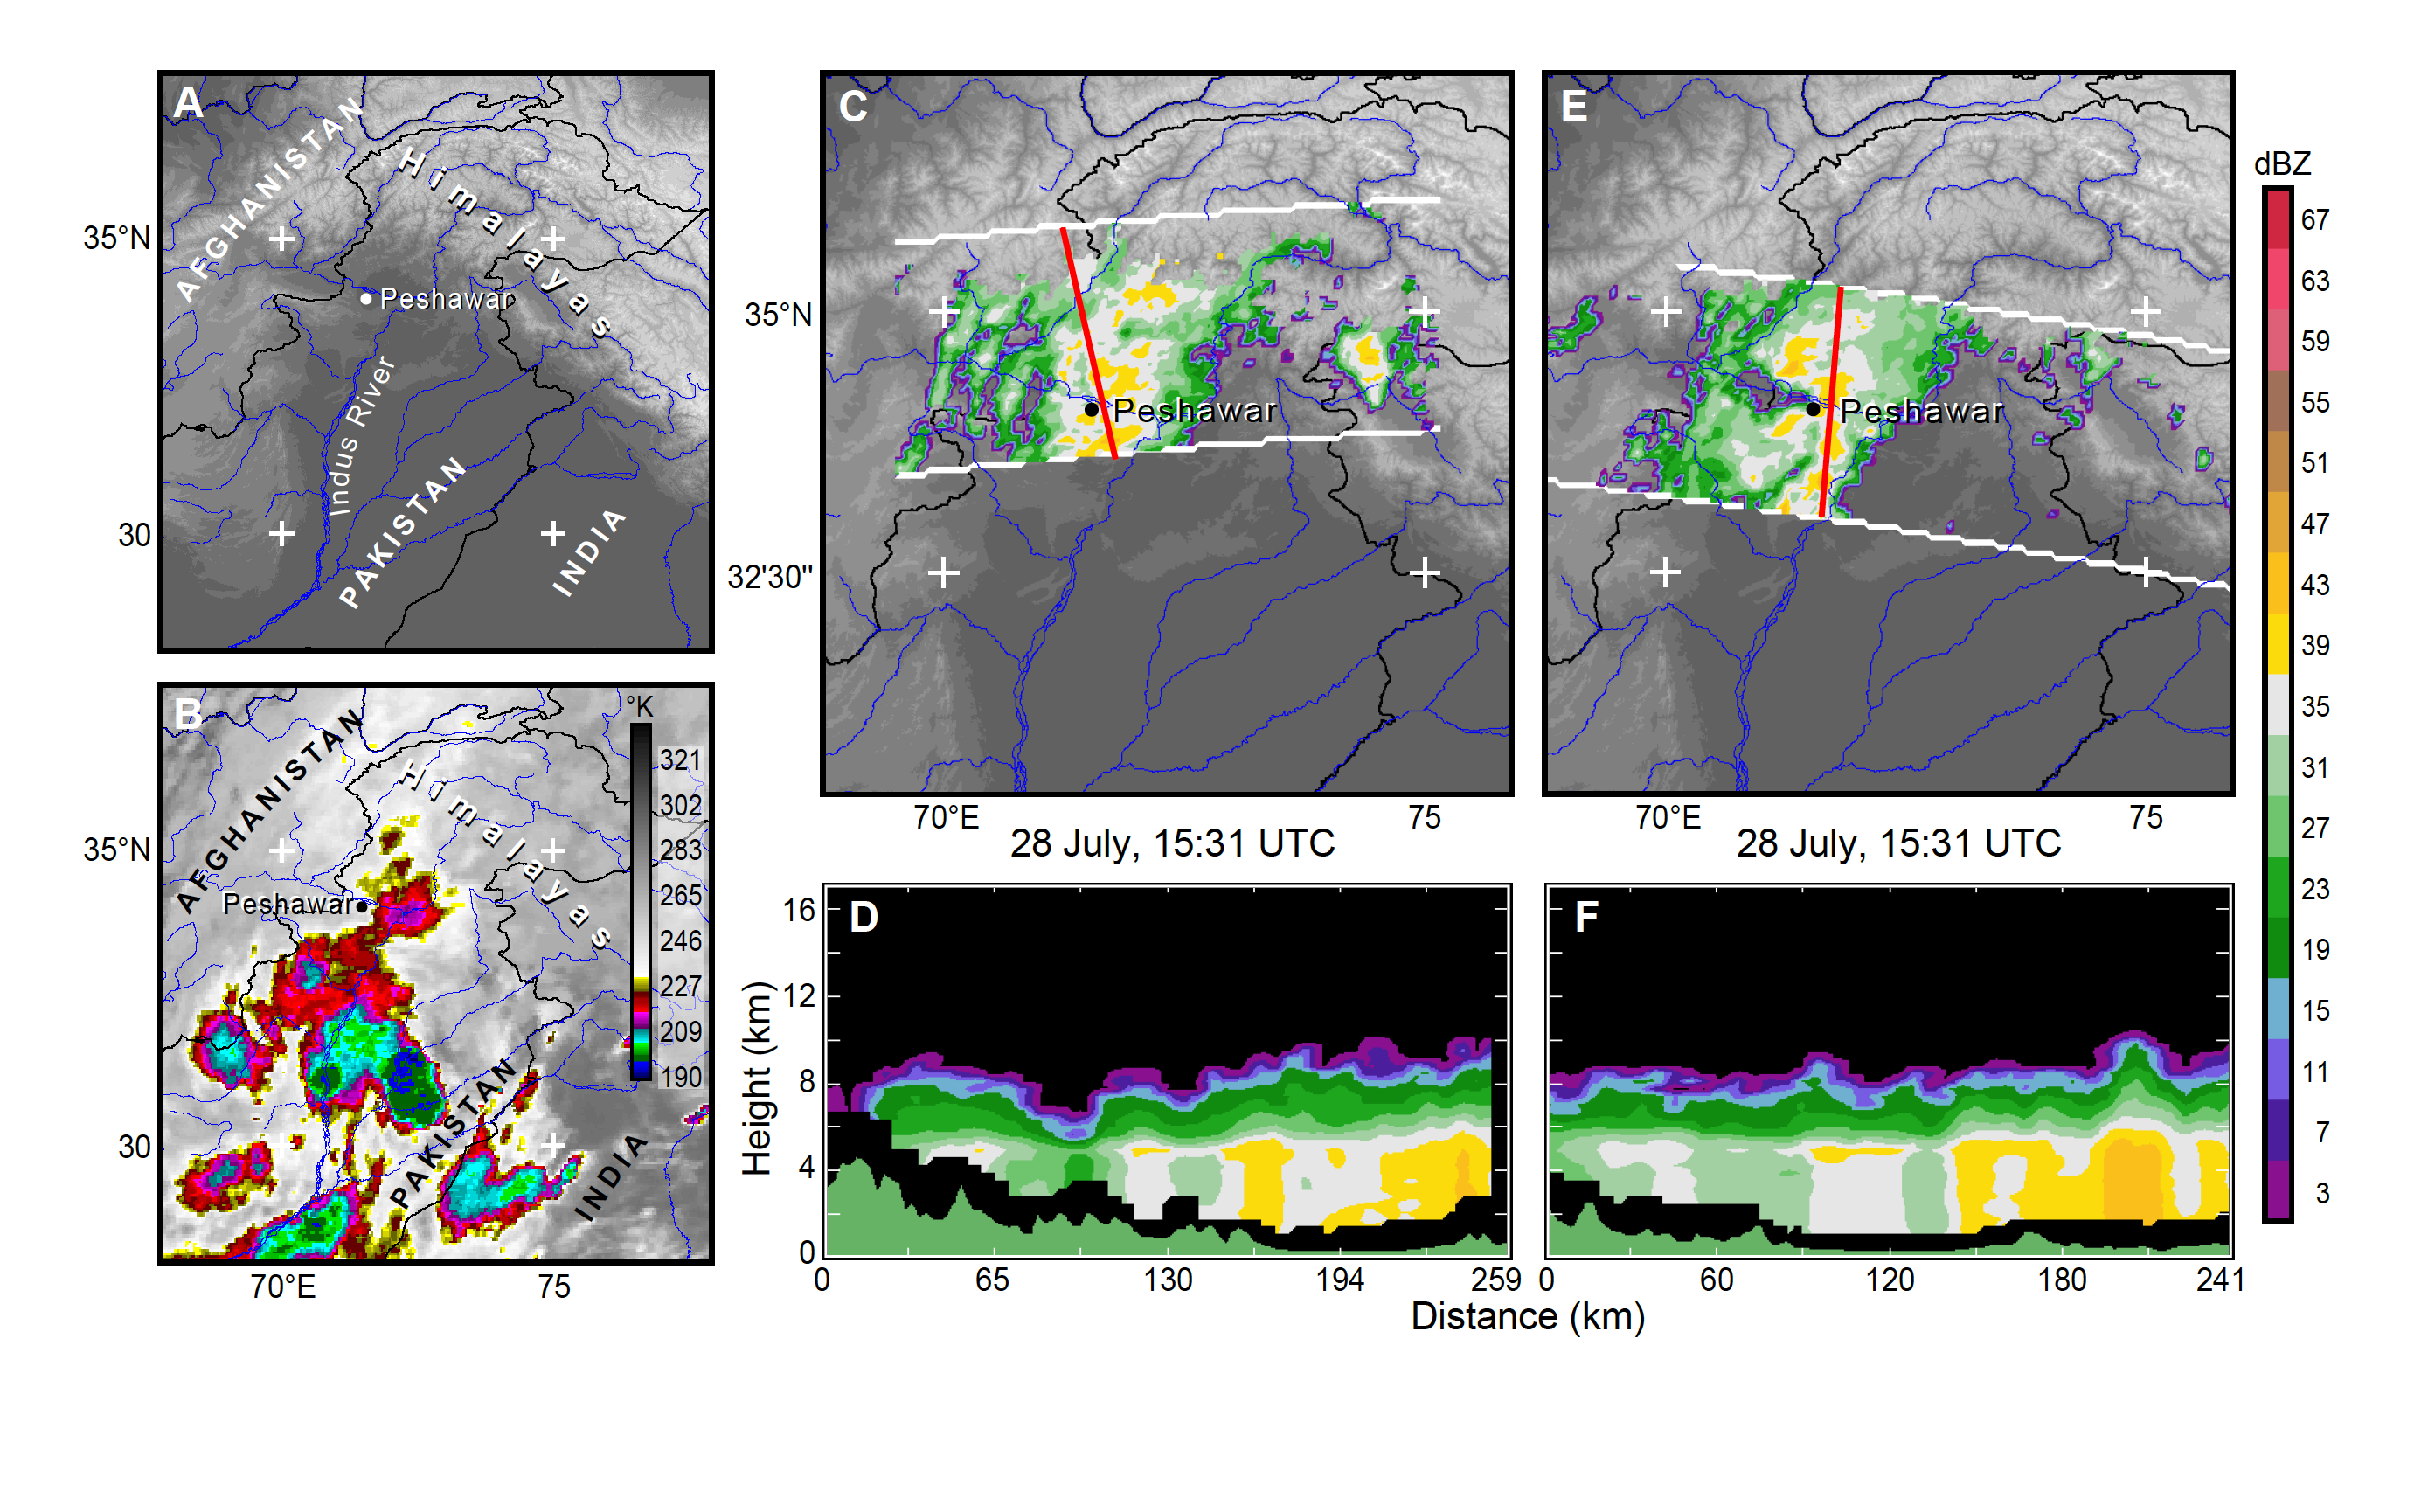 A
AFGHANISTAN
Himalayas
Peshawar
Indus River
PAKISTAN
INDIA
35°N
30
B
°K
AFGHANISTAN
Himalayas
Peshawar
PAKISTAN
INDIA
321
302
283
265
246
227
209
190
35°N
30
70°E
75
C
Peshawar
35°N
32'30"
70°E
75
28 July, 15:31 UTC
E
Peshawar
70°E
75
28 July, 15:31 UTC
dBZ
67
63
59
55
51
47
43
39
35
31
27
23
19
15
11
7
3
D
Height (km)
16
12
8
4
0
0
65
130
194
259
F
0
60
120
180
241
Distance (km)